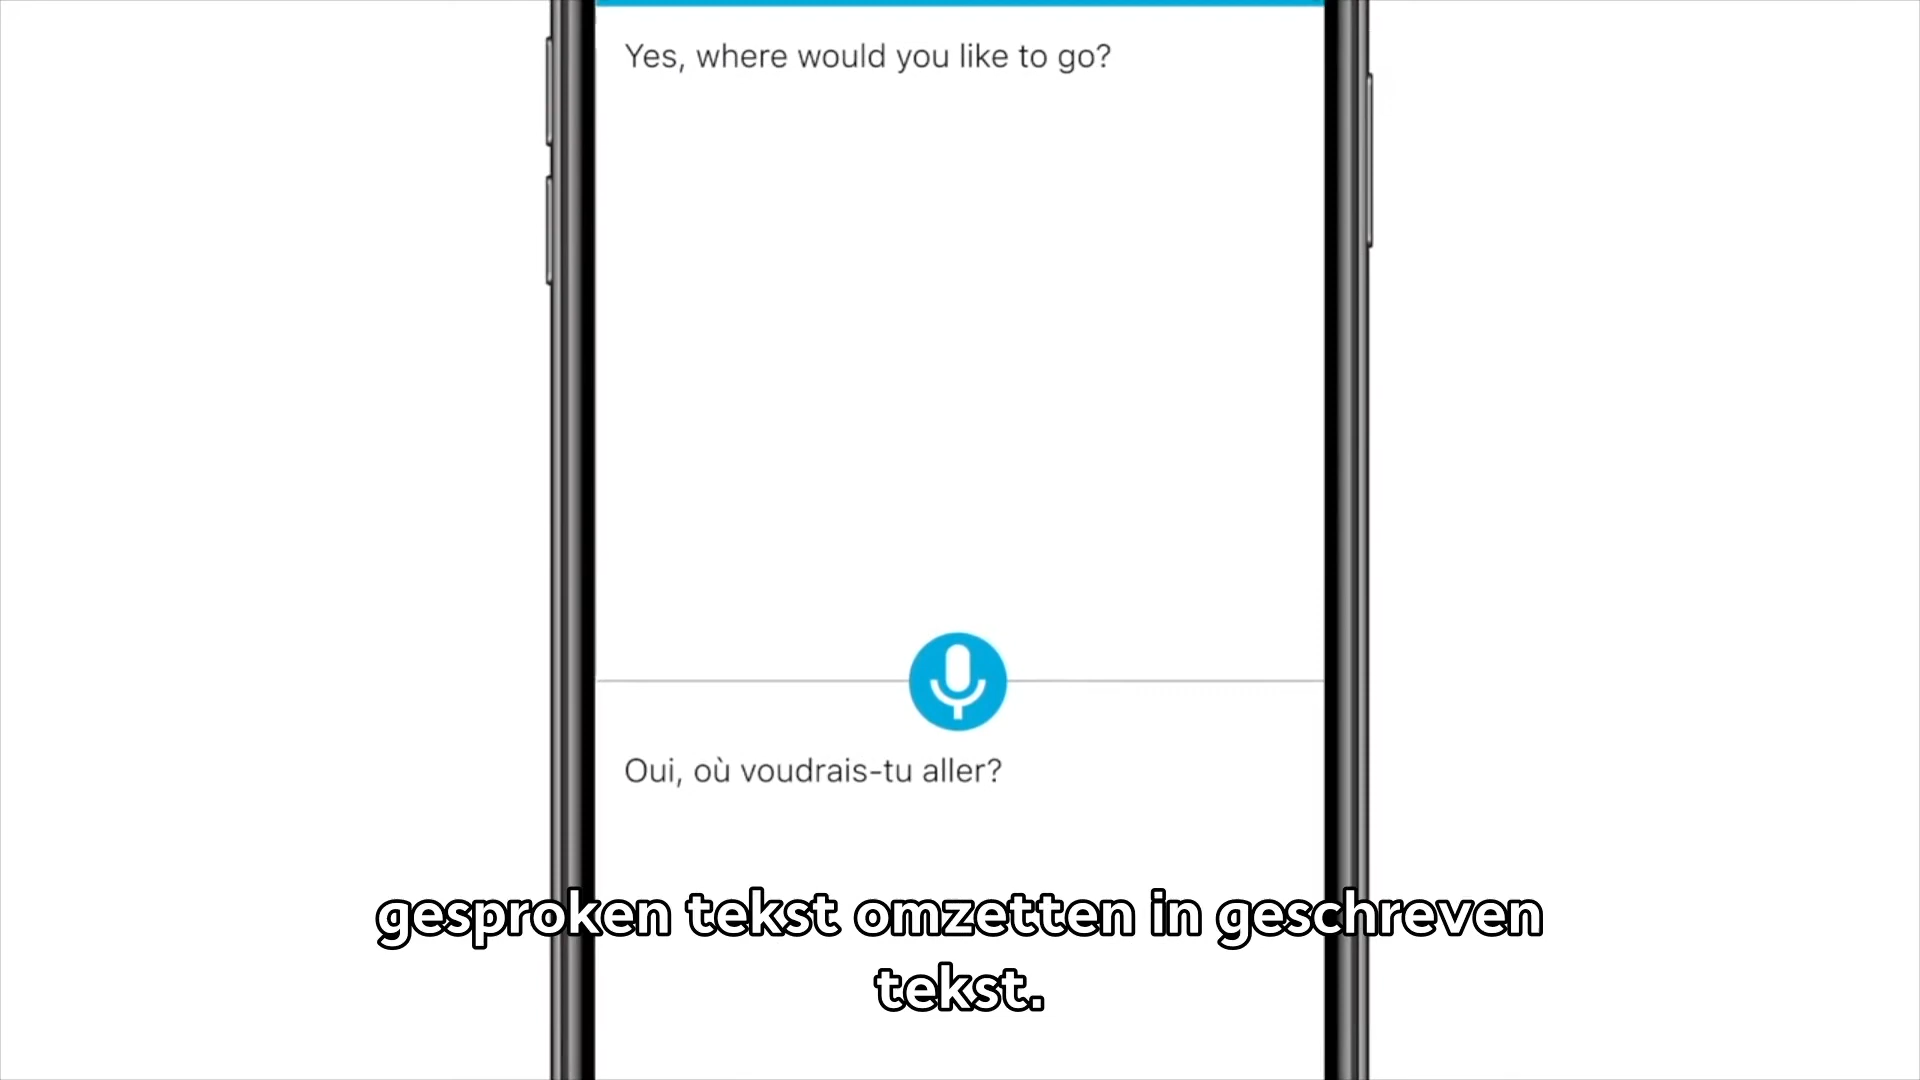 Yes, where would you like to go?
Oui, où voudrais-tu aller?
gesproken tekst omzetten in geschreven
tekst.